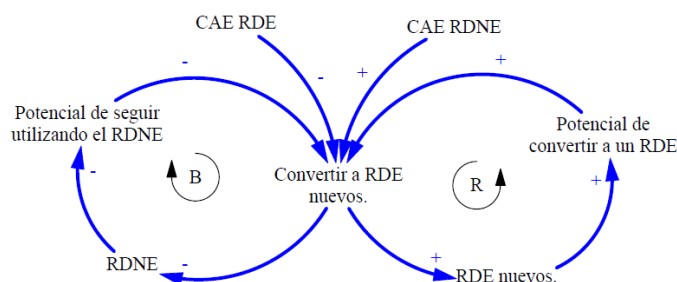 CAE RDE
CAE RDNE
-
-
+
+
Potencial de seguir
utilizando el RDNE
Potencial de
convertir a un RDE
-
B
Convertir a RDE
nuevos.
R
+
RDNE
-
+
RDE nuevos.